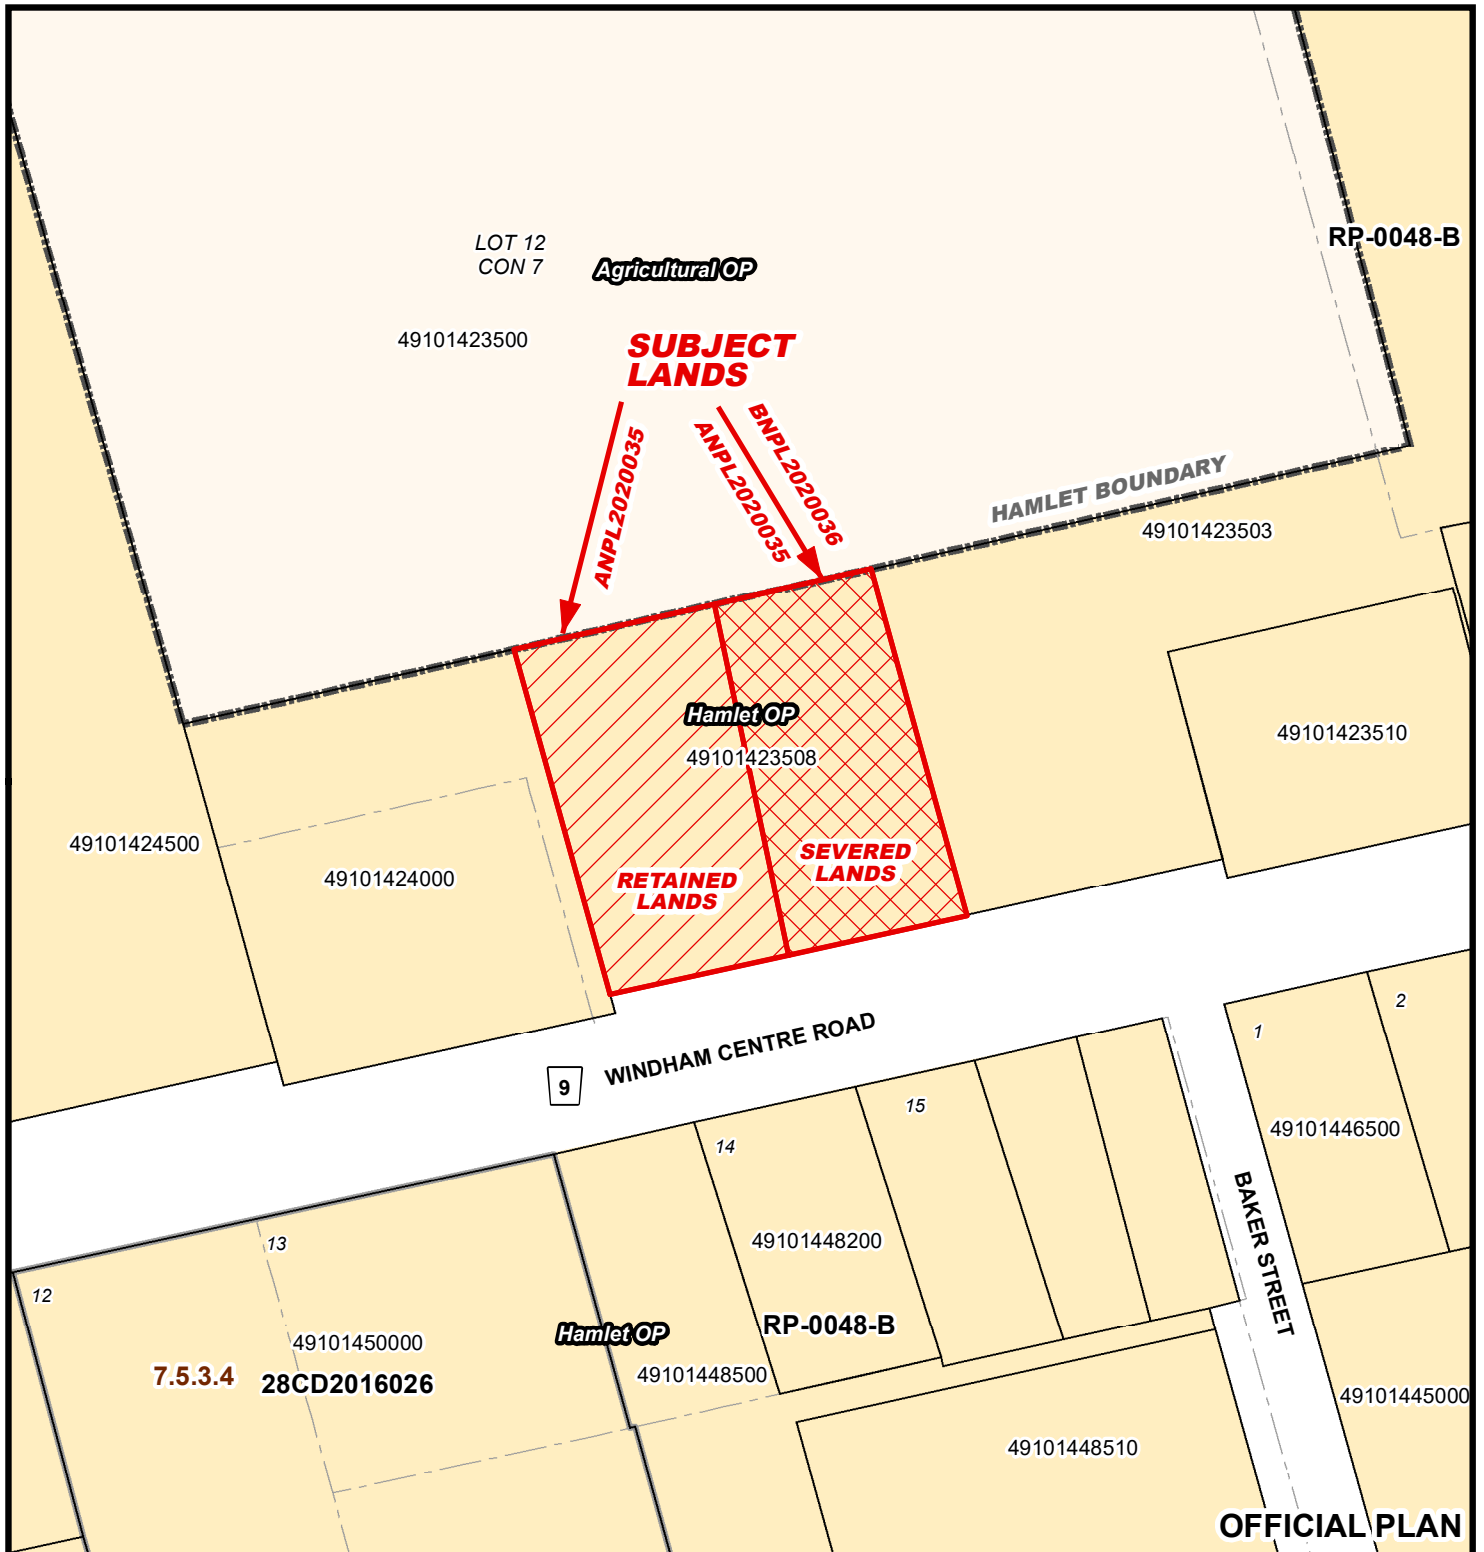 RP-0048-B
LOT 12
CON 7
Agricultural OP
49101423500
SUBJECT
LANDS
ANPL2020035
ANPL2020035
BNPL2020036
HAMLET BOUNDARY
49101423503
Hamlet OP
49101423508
49101423510
49101424500
49101424000
RETAINED
LANDS
SEVERED
LANDS
WINDHAM CENTRE ROAD
9
1
2
14
15
49101446500
BAKER STREET
12
13
49101448200
49101450000
Hamlet OP
RP-0048-B
7.5.3.4
28CD2016026
49101448500
49101445000
49101448510
OFFICIAL PLAN